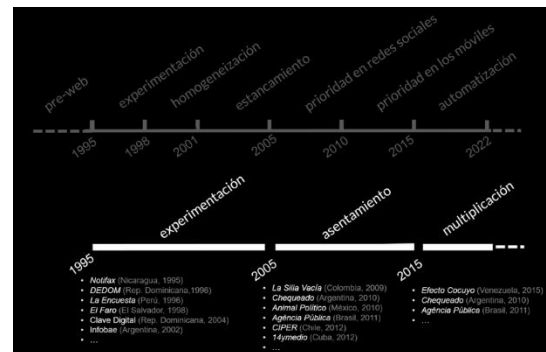 pre-web
experimentación
homogeneización
estancamiento
prioridad en redes sociales
prioridad en los móviles
automatización
1995
1998
2001
2005
2010
2015
2022
experimentación
asentamiento
multiplicación
1995
• Notifax (Nicaragua, 1995)
• DEDOM (Rep. Dominicana,1996)
• La Encuesta (Perú, 1996)
• El Faro (El Salvador, 1998)
• Clave Digital (Rep. Dominicana, 2004)
• Infobae (Argentina, 2002)
• ...
2005
• La Silla Vacía (Colombia, 2009)
• Chequeado (Argentina, 2010)
• Animal Político (México, 2010)
• Agência Pública (Brasil, 2011)
• CIPER (Chile, 2012)
• 14ymedio (Cuba, 2012)
...
2015
• Efecto Cocuyo (Venezuela, 2015)
• Chequeado (Argentina, 2010)
• Agência Pública (Brasil, 2011)
...